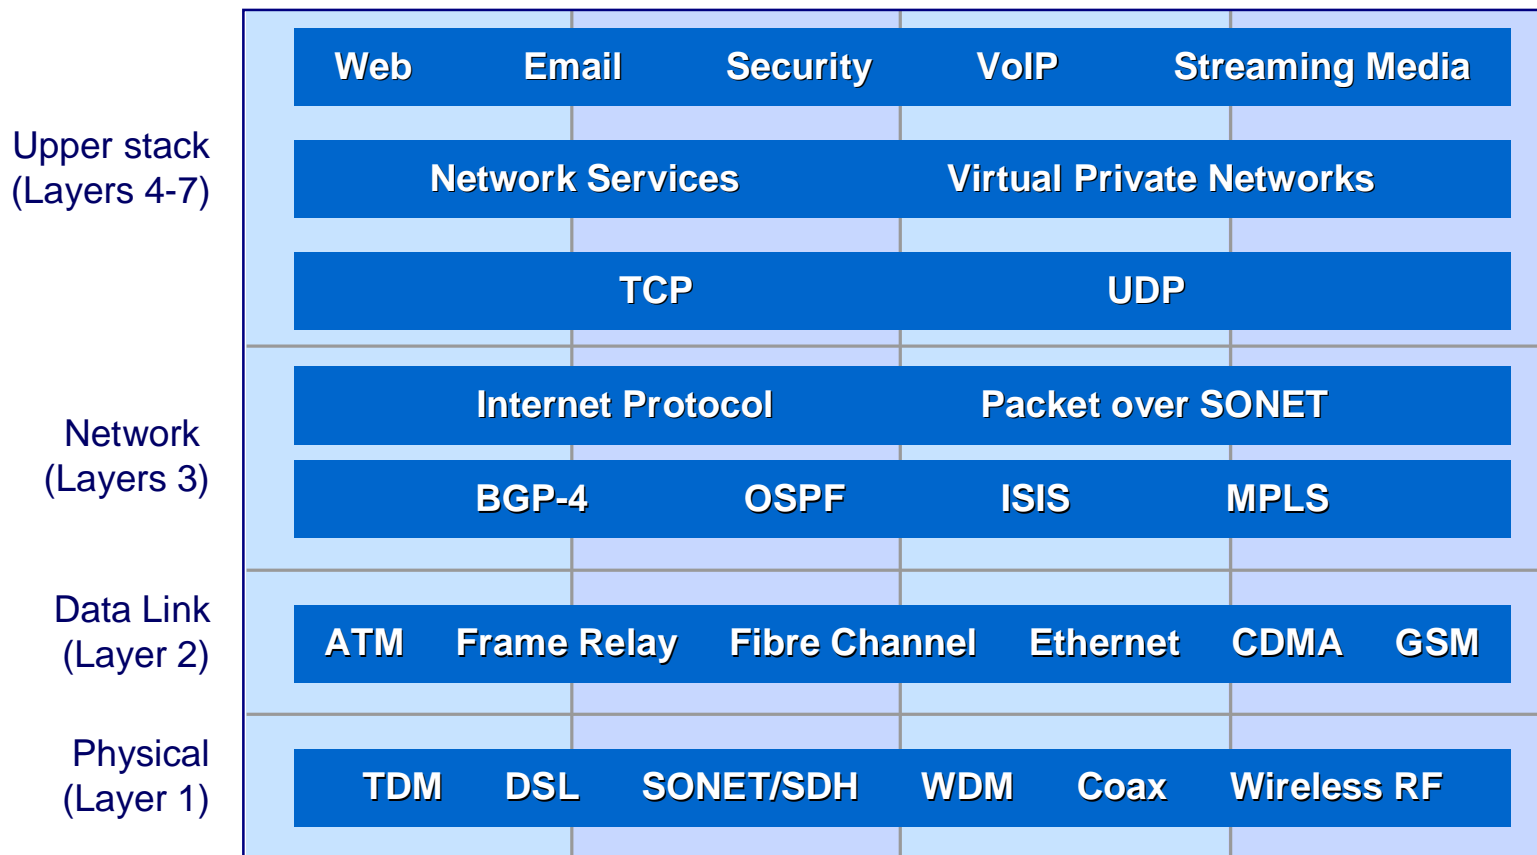 Web Email Security VoIP Streaming Media
Upper stack
(Layers 4-7)
Network Services Virtual Private Networks
TCP UDP
Internet Protocol Packet over SONET
Network
(Layers 3)
BGP-4 OSPF ISIS MPLS
Data Link
(Layer 2)
ATM Frame Relay Fibre Channel Ethernet CDMA GSM
Physical
(Layer 1)
TDM DSL SONET/SDH WDM Coax Wireless RF